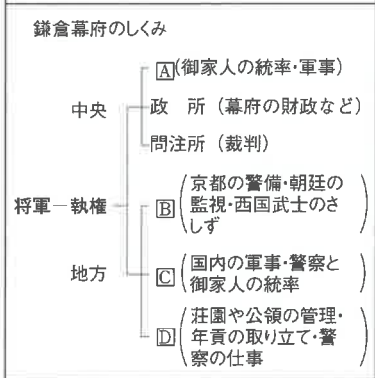 鎌倉幕府のしくみ
A(御家人の統率・軍事)
中央
政 所 (幕府の財政など)
問注所 (裁判)
将軍－執権
B(京都の警備・朝廷の
監視・西国武士のさ
しず)
地方
C(国内の軍事・警察と
御家人の統率)
D(荘園や公領の管理・
年貢の取り立て・警
察の仕事)